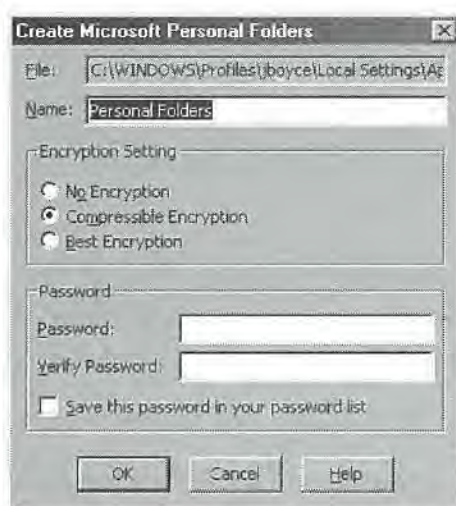 Create Microsoft Personal Folders
File: C:\WINDOWS\Profiles\jboyce\Local Settings\Ap
Name: Personal Folders
Encryption Setting
No Encryption
Compressible Encryption
Best Encryption
Password
Password:
Verify Password:
Save this password in your password list
OK Cancel Help